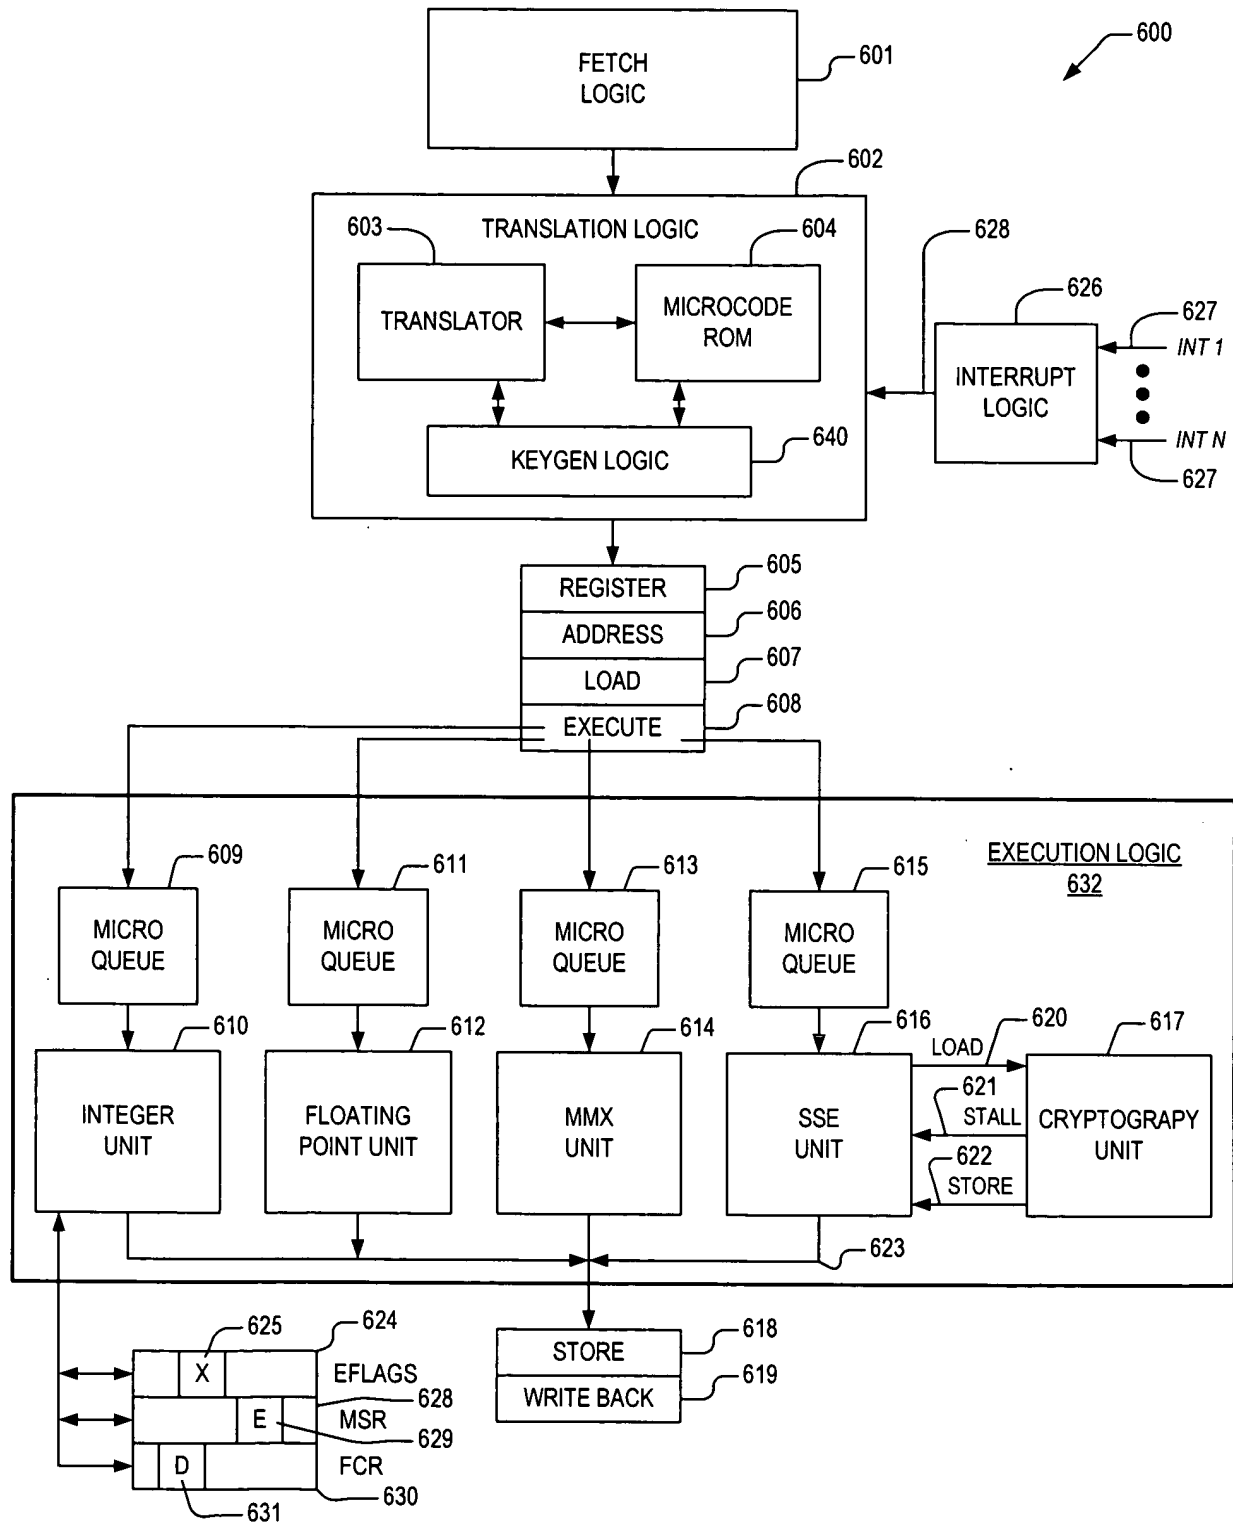 600
FETCH
LOGIC
601
602
TRANSLATION LOGIC
603
604
TRANSLATOR
MICROCODE
ROM
KEYGEN LOGIC
640
628
626
INTERRUPT
LOGIC
627
INT 1
INT N
627
REGISTER
605
ADDRESS
606
LOAD
607
EXECUTE
608
EXECUTION LOGIC
632
609
MICRO
QUEUE
611
MICRO
QUEUE
613
MICRO
QUEUE
615
MICRO
QUEUE
610
INTEGER
UNIT
612
FLOATING
POINT UNIT
614
MMX
UNIT
616
SSE
UNIT
LOAD
620
621
STALL
622
STORE
617
CRYPTOGRAPY
UNIT
623
625
624
X
EFLAGS
628
E
MSR
629
D
FCR
631
630
STORE
618
WRITE BACK
619